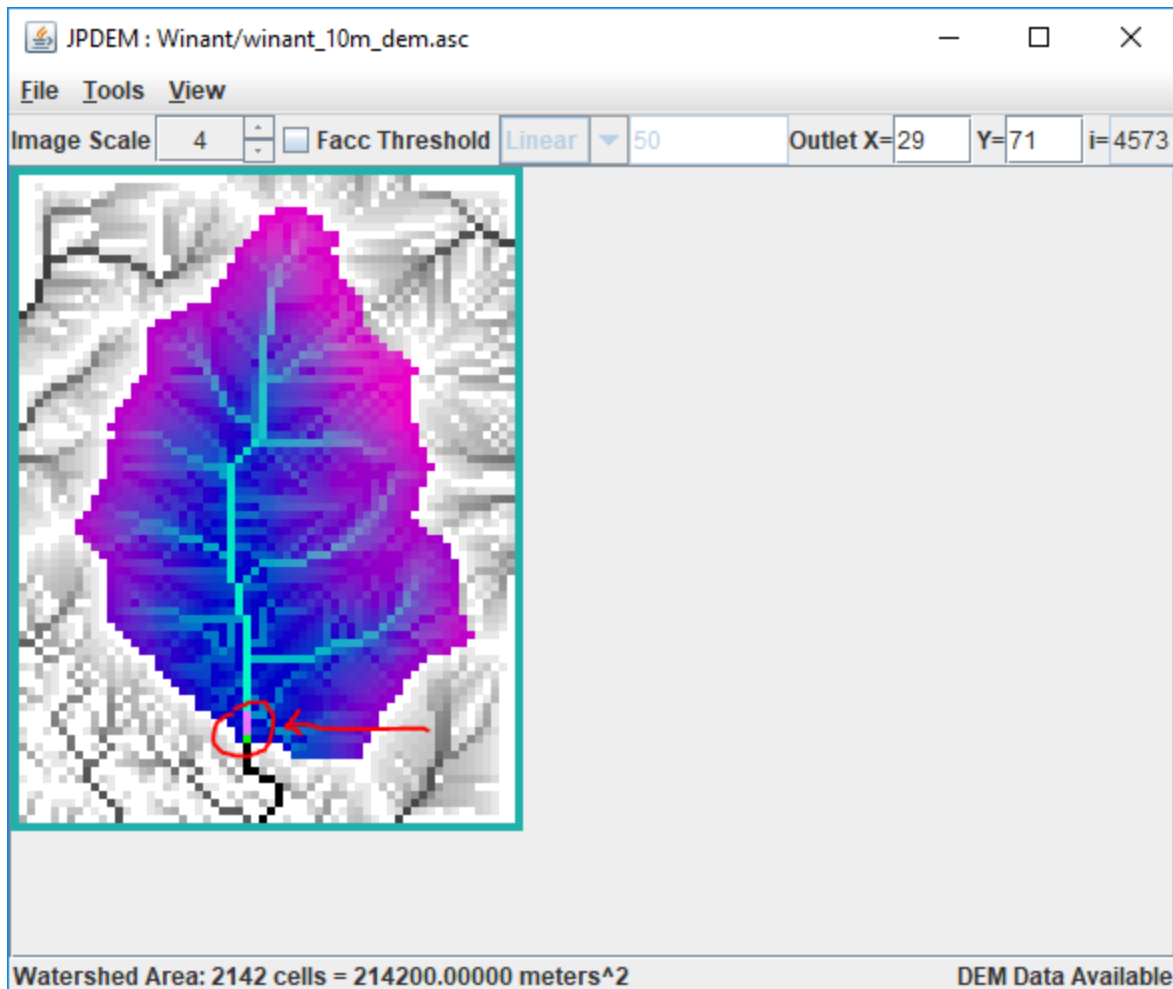 JPDEM : Winant/winant_10m_dem.asc
File Tools View
Image Scale 4 Facc Threshold Linear 50 Outlet X= 29 Y= 71 i= 4573
Watershed Area: 2142 cells = 214200.00000 meters^2 DEM Data Available